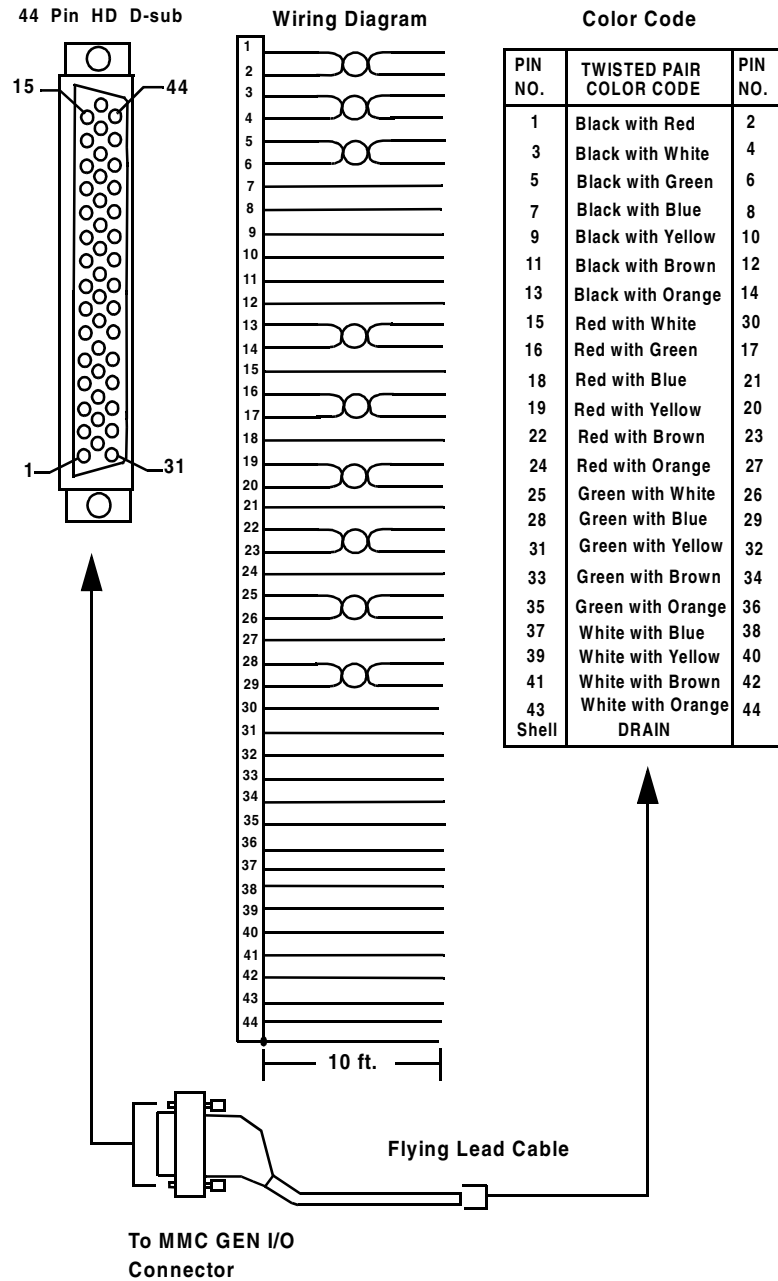 44 Pin HD D-sub
15
44
1
31
Wiring Diagram
1
2
3
4
5
6
7
8
9
10
11
12
13
14
15
16
17
18
19
20
21
22
23
24
25
26
27
28
29
30
31
32
33
34
35
36
37
38
39
40
41
42
43
44
10 ft.
Color Code
PIN NO. TWISTED PAIR COLOR CODE PIN NO.
1 Black with Red 2
3 Black with White 4
5 Black with Green 6
7 Black with Blue 8
9 Black with Yellow 10
11 Black with Brown 12
13 Black with Orange 14
15 Red with White 30
16 Red with Green 17
18 Red with Blue 21
19 Red with Yellow 20
22 Red with Brown 23
24 Red with Orange 27
25 Green with White 26
28 Green with Blue 29
31 Green with Yellow 32
33 Green with Brown 34
35 Green with Orange 36
37 White with Blue 38
39 White with Yellow 40
41 White with Brown 42
43 White with Orange 44
Shell DRAIN
Flying Lead Cable
To MMC GEN I/O
Connector